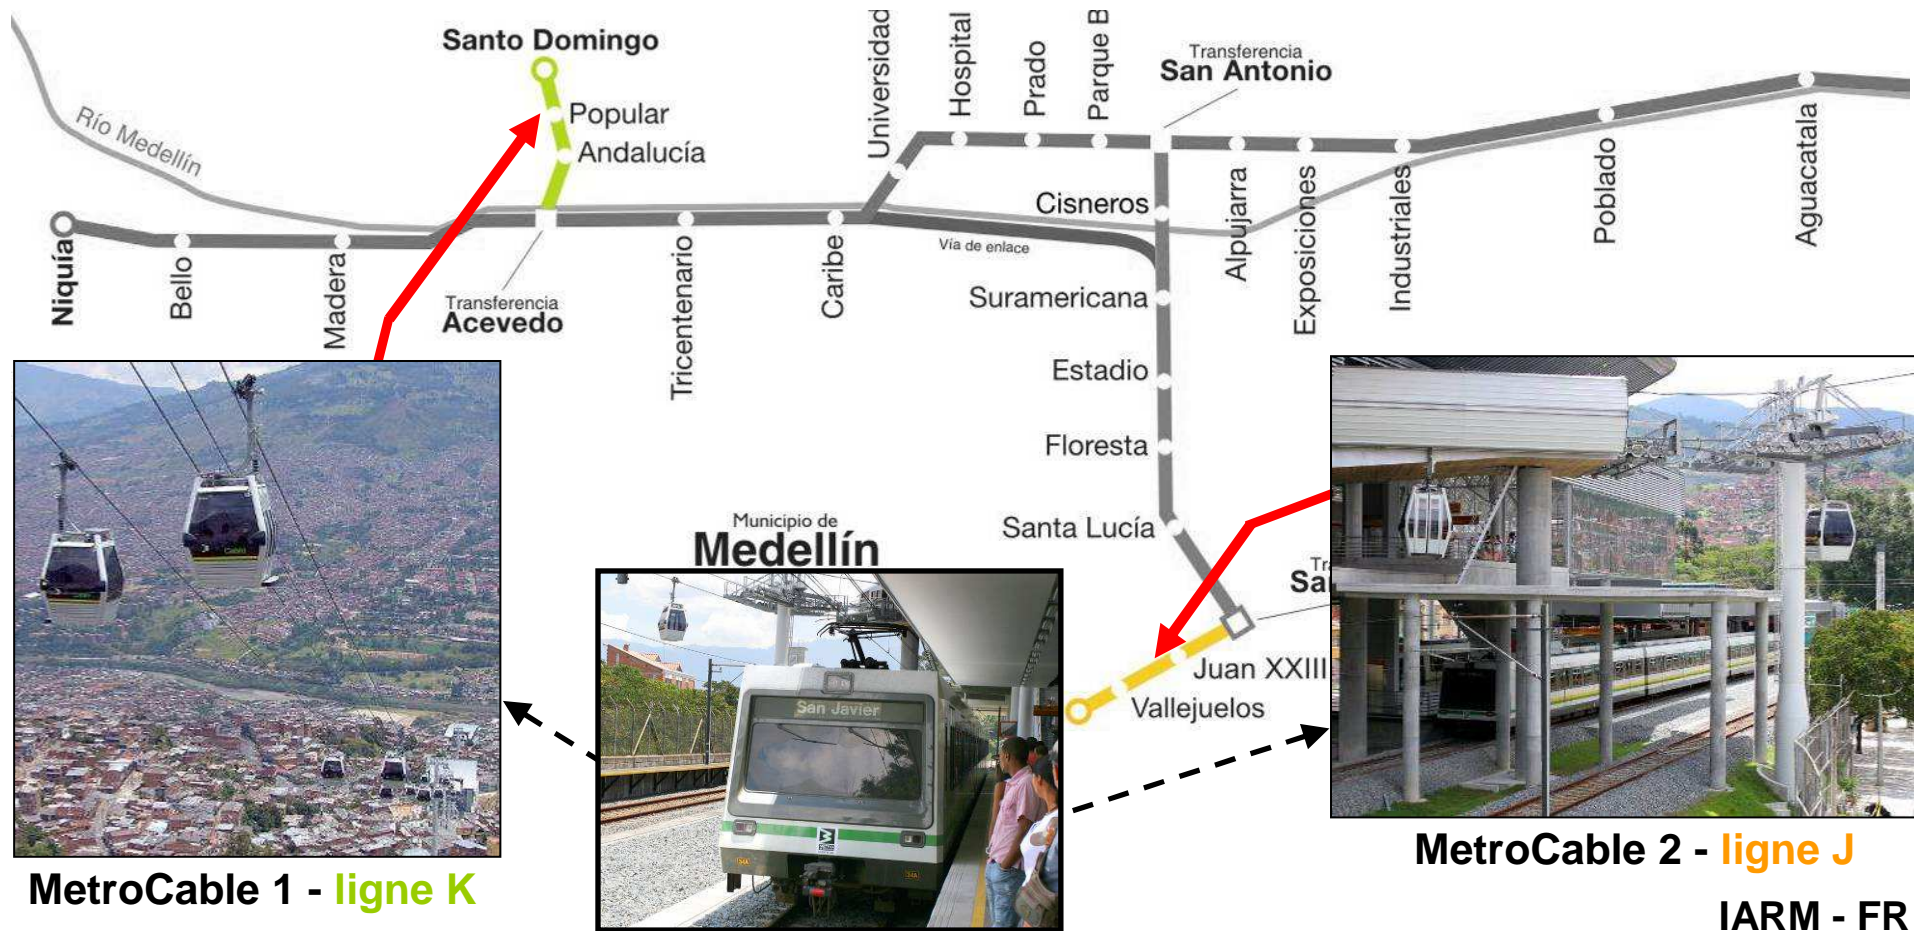 Santo Domingo
Popular
Andalucía
Río Medellín
Niquía
Bello
Madera
Transferencia
Acevedo
Tricentenario
Caribe
Universidad
Hospital
Prado
Parque B
Transferencia
San Antonio
Cisneros
Vía de enlace
Alpujarra
Exposiciones
Industriales
Poblado
Aguacatala
Suramericana
Estadio
Floresta
Santa Lucía
Municipio de
Medellín
Juan XXIII
Vallejuelos
San Javier
MetroCable 1 - ligne K
MetroCable 2 - ligne J
IARM - FR